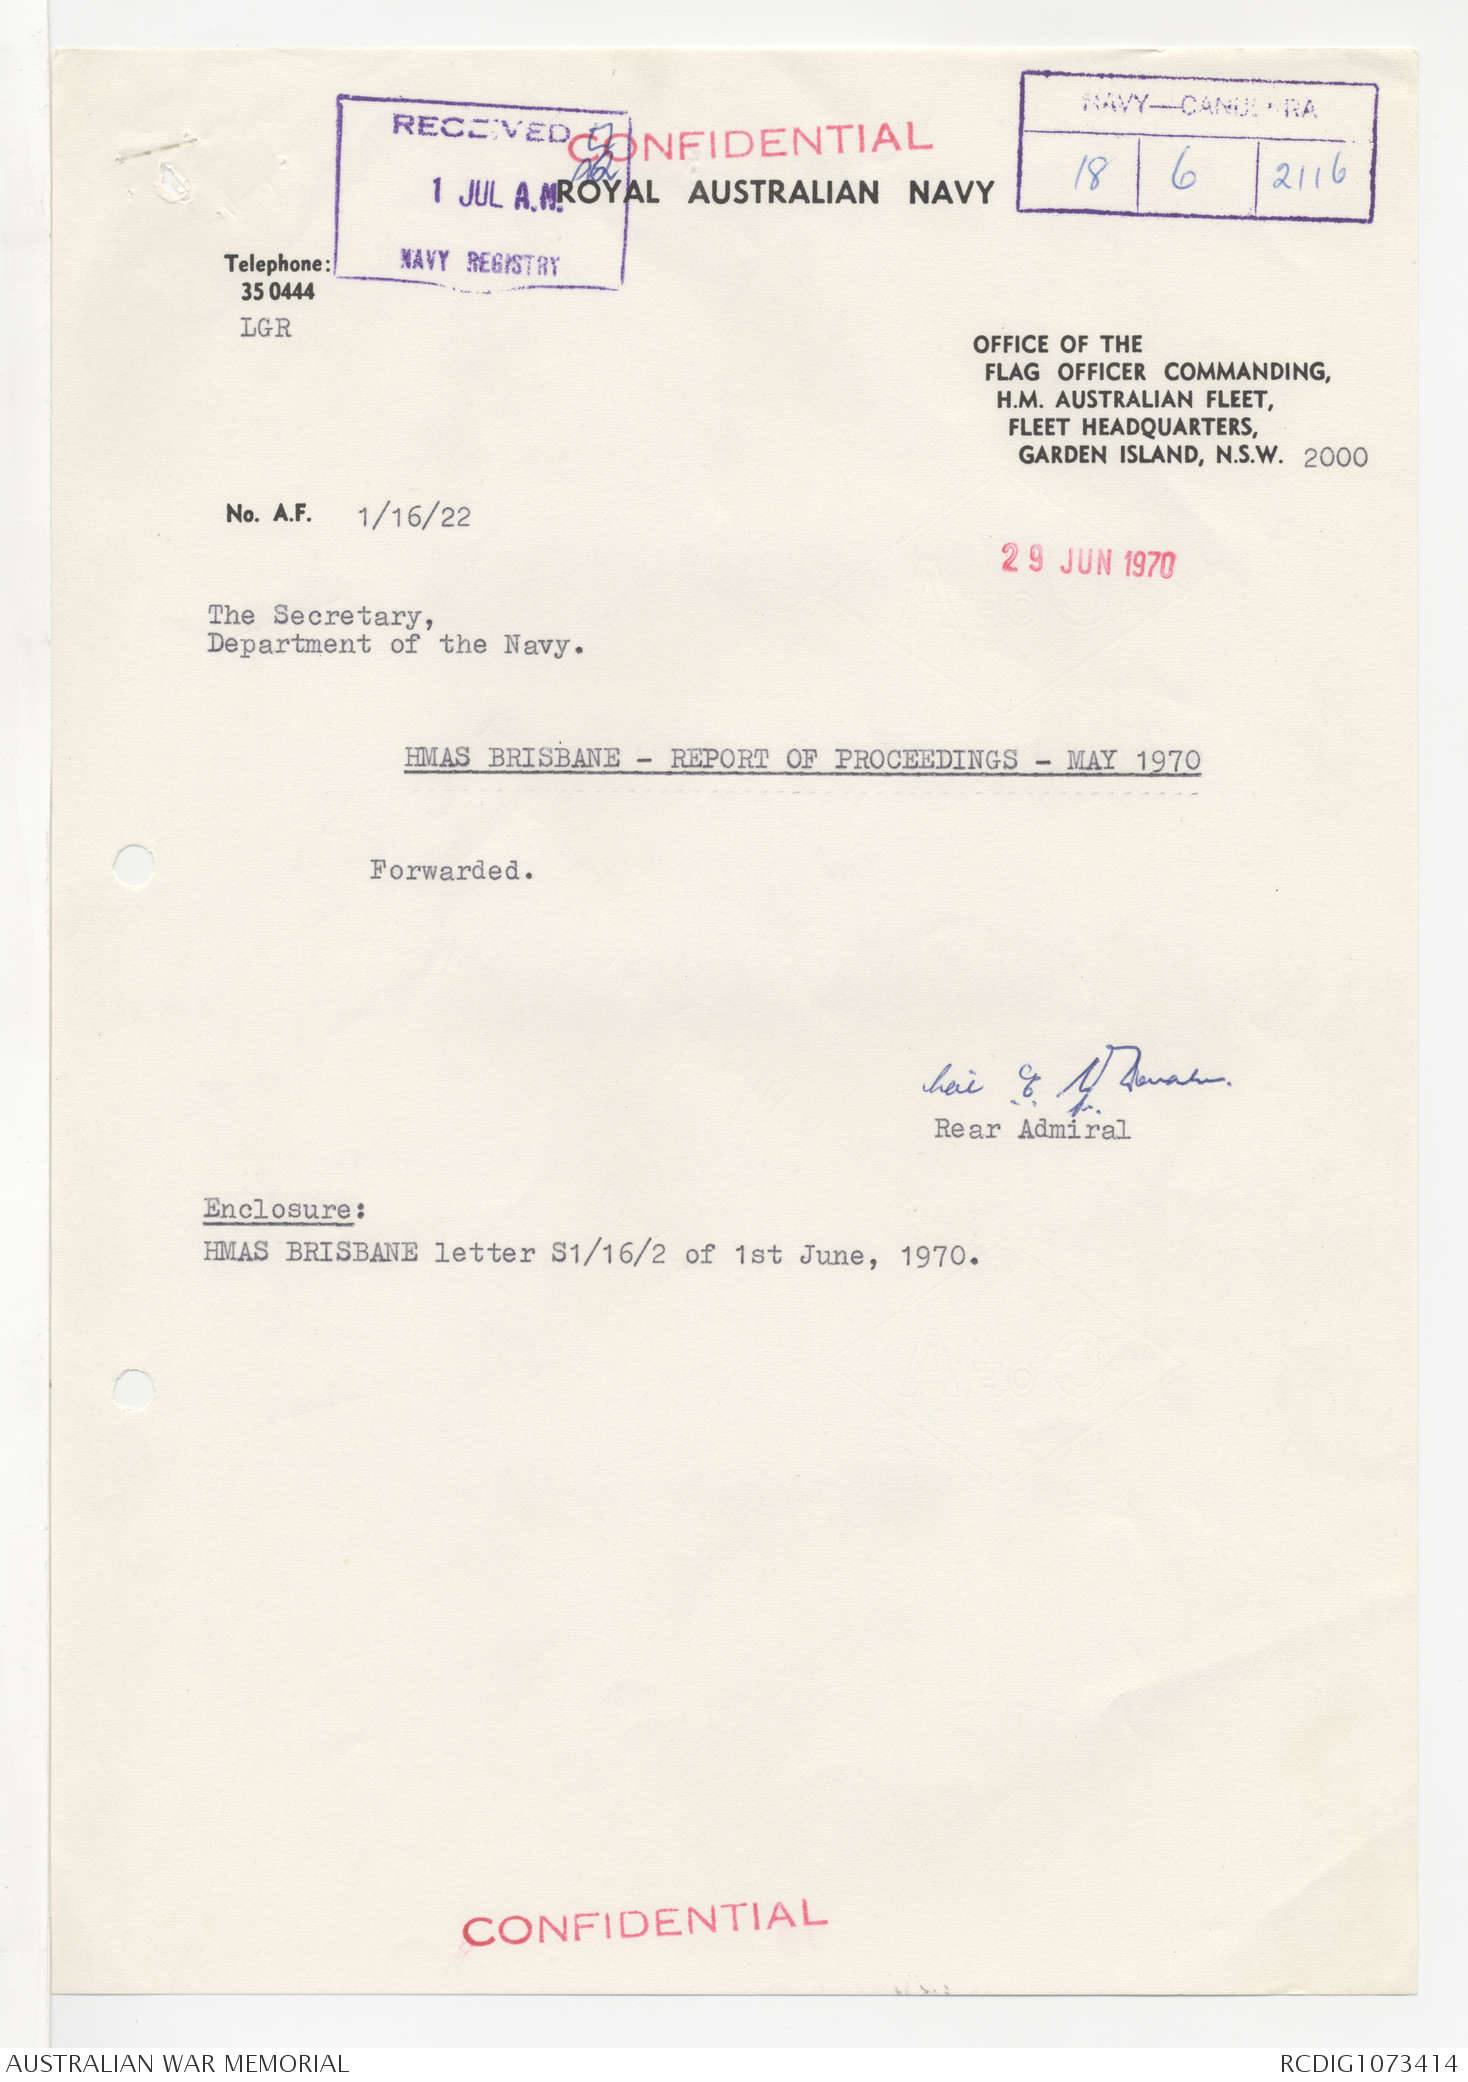 RECEIVED
1 JUL A.M.
NAVY REGISTRY
CONFIDENTIAL
ROYAL AUSTRALIAN NAVY
NAVY—CANBERRA
18 6 2116
Telephone:
35 0444
LGR
OFFICE OF THE
FLAG OFFICER COMMANDING,
H.M. AUSTRALIAN FLEET,
FLEET HEADQUARTERS,
GARDEN ISLAND, N.S.W. 2000
No. A.F. 1/16/22
29 JUN 1970
The Secretary,
Department of the Navy.
HMAS BRISBANE - REPORT OF PROCEEDINGS - MAY 1970
Forwarded.
Rear Admiral
Enclosure:
HMAS BRISBANE letter S1/16/2 of 1st June, 1970.
CONFIDENTIAL
AUSTRALIAN WAR MEMORIAL
RCDIG1073414